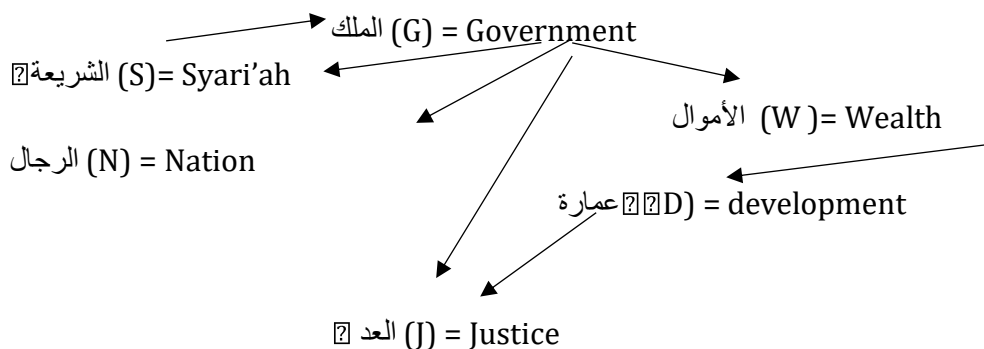 الملك (G) = Government
الشريعة (S)= Syari’ah
الأموال (W )= Wealth
الرجال (N) = Nation
عمارة D) = development
العد (J) = Justice